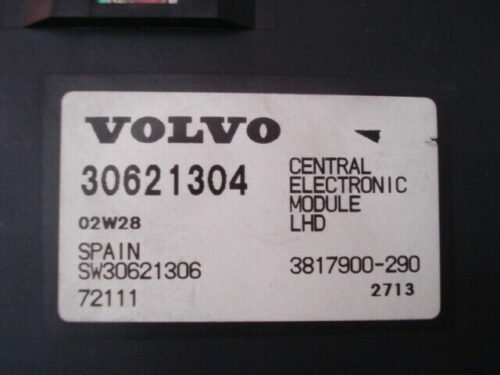 VOLVO
30621304
02W28
SPAIN
SW30621306
72111
CENTRAL
ELECTRONIC
MODULE
LHD
3817900-290
2713